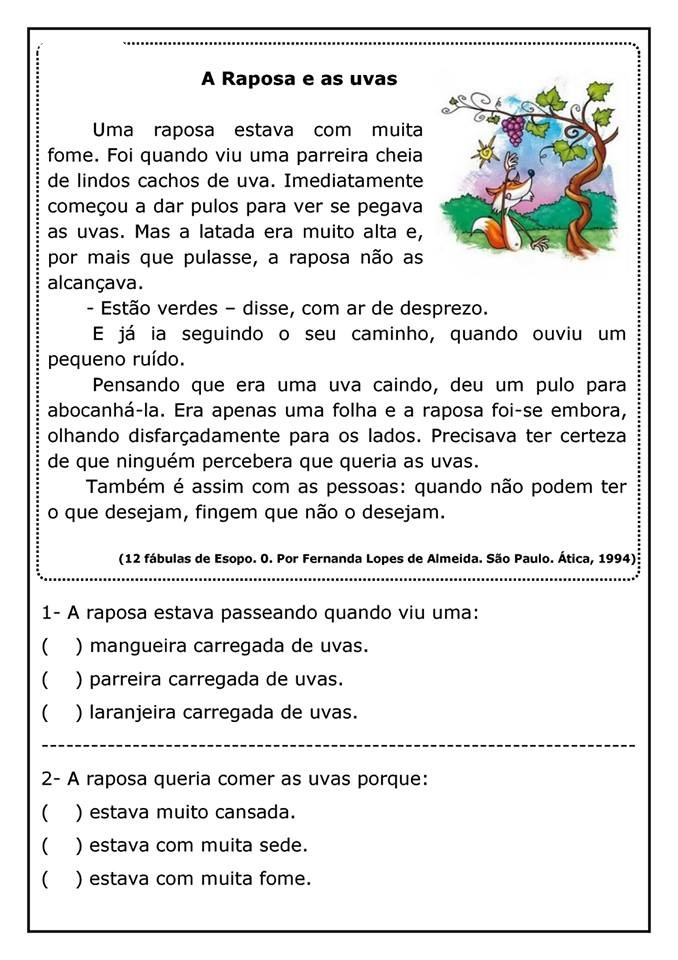 A Raposa e as uvas
Uma raposa estava com muita
fome. Foi quando viu uma parreira cheia
de lindos cachos de uva. Imediatamente
começou a dar pulos para ver se pegava
as uvas. Mas a latada era muito alta e,
por mais que pulasse, a raposa não as
alcançava.
- Estão verdes – disse, com ar de desprezo.
E já ia seguindo o seu caminho, quando ouviu um
pequeno ruído.
Pensando que era uma uva caindo, deu um pulo para
abocanhá-la. Era apenas uma folha e a raposa foi-se embora,
olhando disfarçadamente para os lados. Precisava ter certeza
de que ninguém percebera que queria as uvas.
Também é assim com as pessoas: quando não podem ter
o que desejam, fingem que não o desejam.
(12 fábulas de Esopo. 0. Por Fernanda Lopes de Almeida. São Paulo. Ática, 1994)
1- A raposa estava passeando quando viu uma:
( ) mangueira carregada de uvas.
( ) parreira carregada de uvas.
( ) laranjeira carregada de uvas.
2- A raposa queria comer as uvas porque:
( ) estava muito cansada.
( ) estava com muita sede.
( ) estava com muita fome.